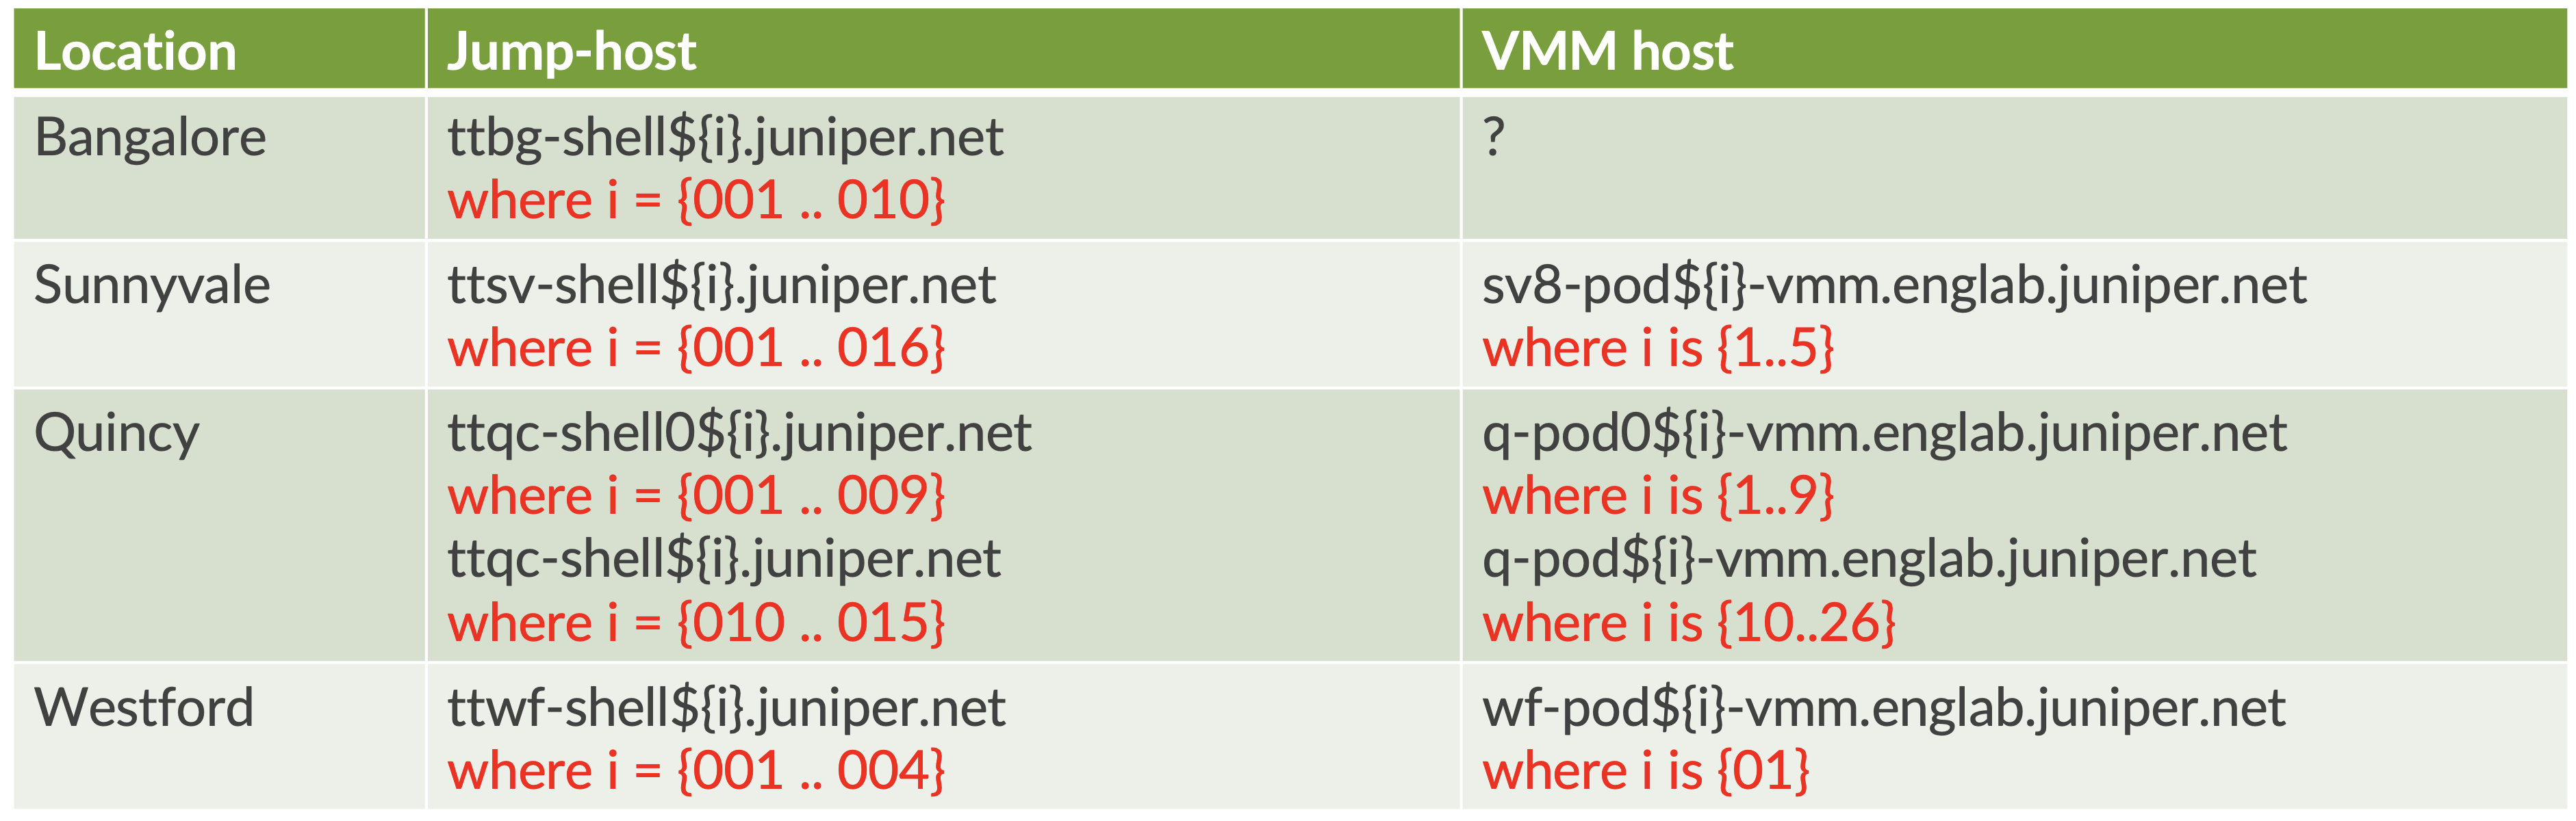 Location Jump-host VMM host
Bangalore ttbg-shell${i}.juniper.net ?
where i = {001 .. 010}
Sunnyvale ttsv-shell${i}.juniper.net sv8-pod${i}-vmm.englab.juniper.net
where i = {001 .. 016} where i is {1..5}
Quincy ttqc-shell0${i}.juniper.net q-pod0${i}-vmm.englab.juniper.net
where i = {001 .. 009} where i is {1..9}
ttqc-shell${i}.juniper.net q-pod${i}-vmm.englab.juniper.net
where i = {010 .. 015} where i is {10..26}
Westford ttwf-shell${i}.juniper.net wf-pod${i}-vmm.englab.juniper.net
where i = {001 .. 004} where i is {01}